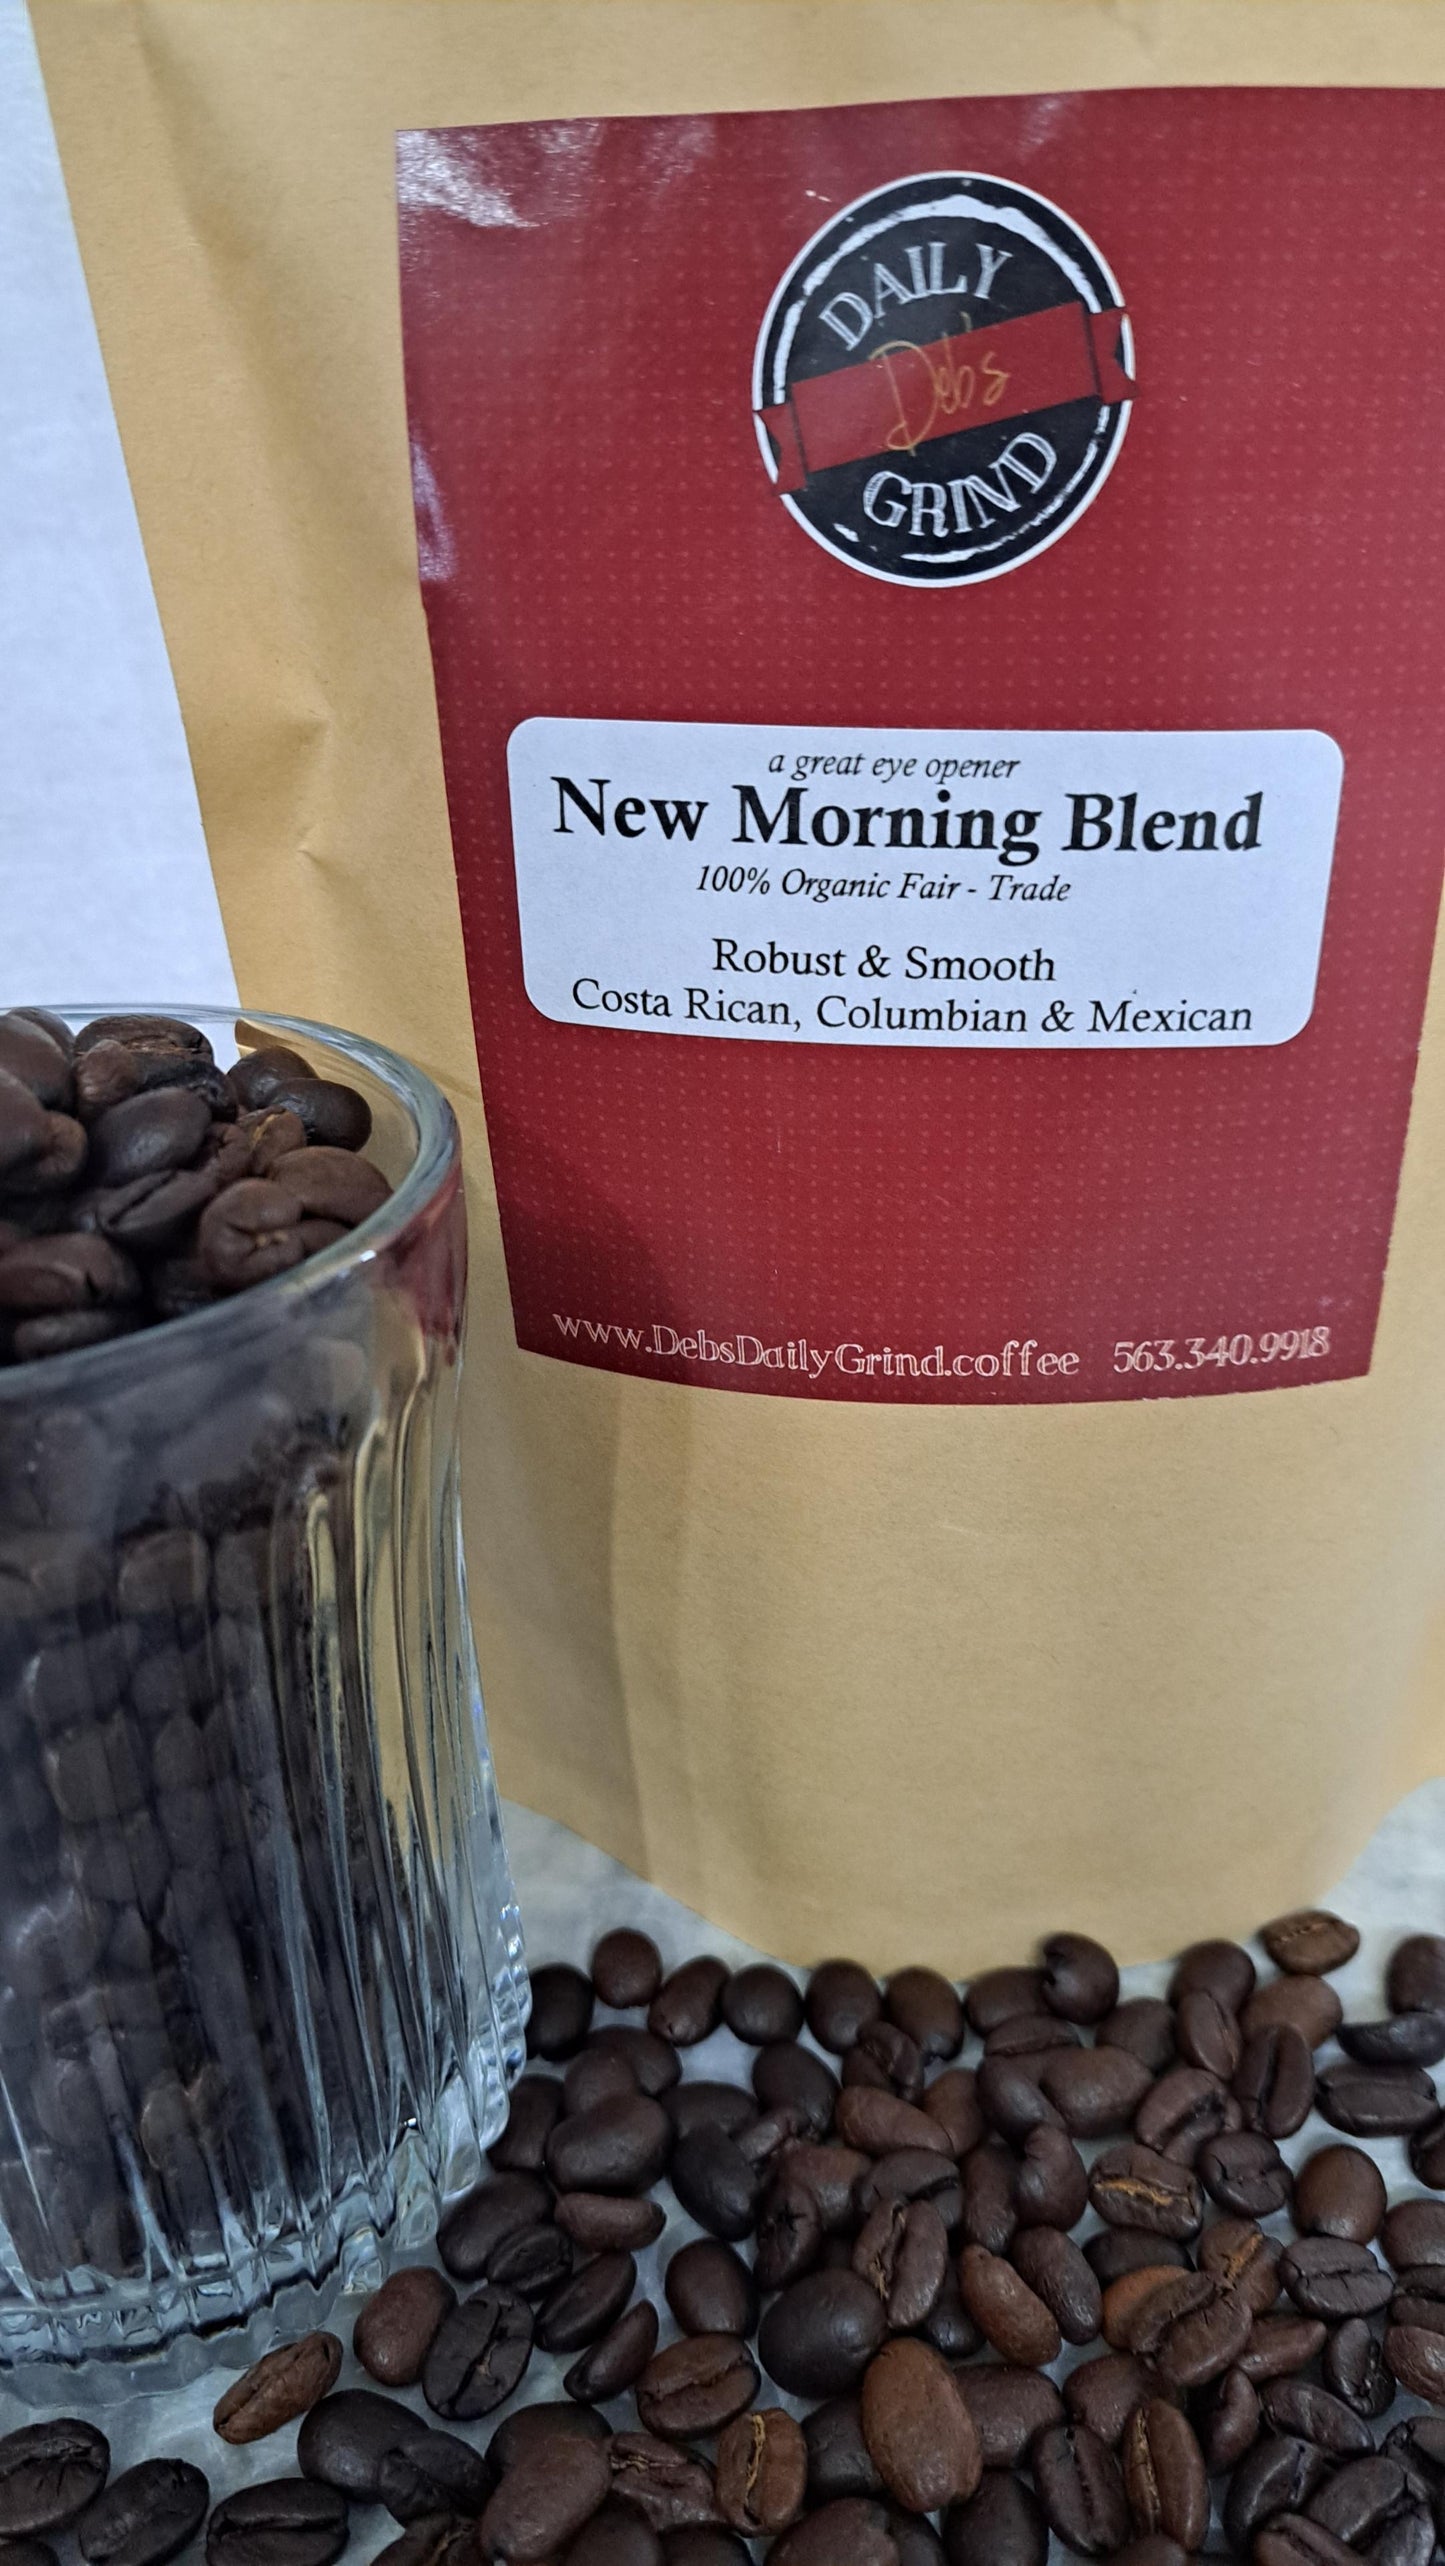 DAILY
Deb's
GRIND
a great eye opener
New Morning Blend
100% Organic Fair - Trade
Robust & Smooth
Costa Rican, Columbian & Mexican
www.DebsDailyGrind.coffee 563.340.9918